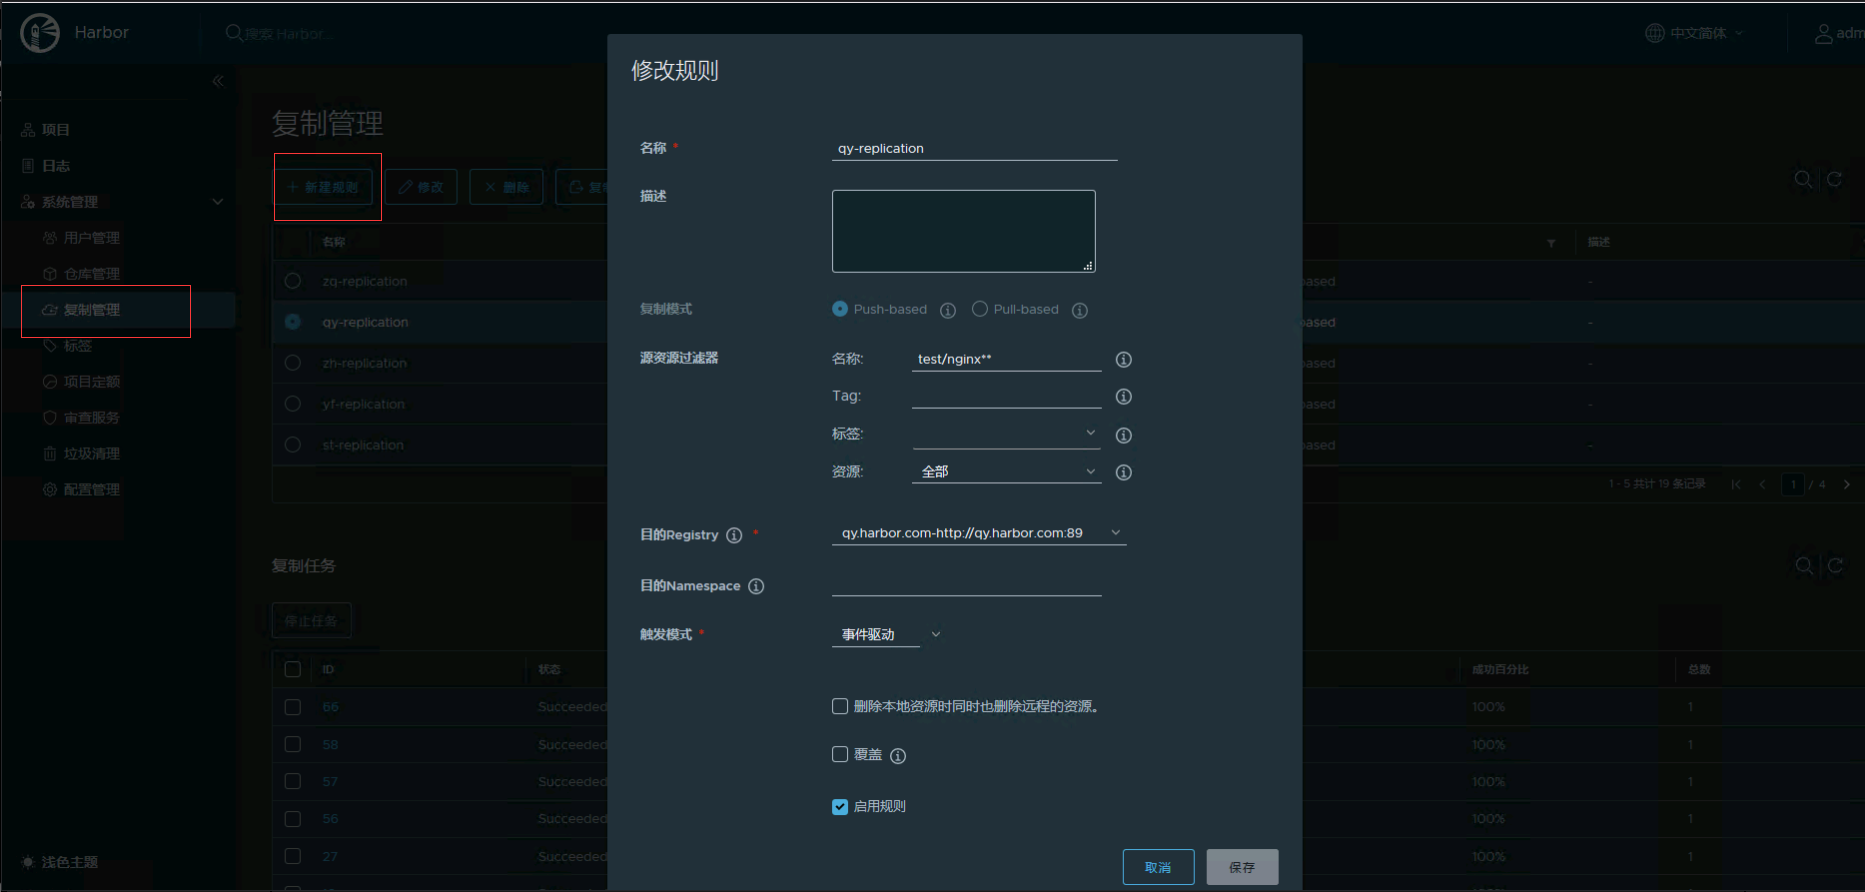 Harbor
搜索 Harbor...
中文简体
adm
项目
日志
系统管理
用户管理
仓库管理
复制管理
标签
项目定额
审查服务
垃圾清理
配置管理
浅色主题
复制管理
新建规则
修改
删除
名称
描述
zq-replication
ased
-
qy-replication
ased
-
zh-replication
ased
-
yf-replication
ased
-
st-replication
ased
-
1 - 5 共计 19 条记录
1 / 4
复制任务
停止任务
ID
状态
成功百分比
总数
66
Succeeded
100%
1
58
Succeeded
100%
1
57
Succeeded
100%
1
56
Succeeded
100%
1
27
Succeeded
100%
1
修改规则
名称 *
qy-replication
描述
复制模式
Push-based
Pull-based
源资源过滤器
名称:
test/nginx**
Tag:
标签:
资源:
全部
目的Registry *
qy.harbor.com-http://qy.harbor.com:89
目的Namespace
触发模式 *
事件驱动
删除本地资源时同时也删除远程的资源。
覆盖
启用规则
取消
保存